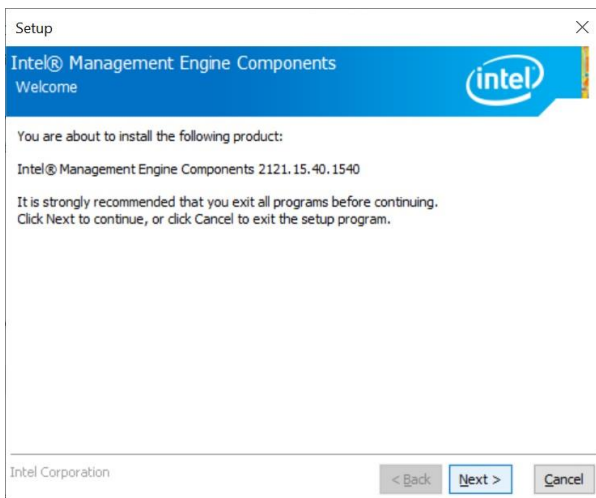 Setup
Intel® Management Engine Components
Welcome
intel
You are about to install the following product:
Intel® Management Engine Components 2121.15.40.1540
It is strongly recommended that you exit all programs before continuing.
Click Next to continue, or click Cancel to exit the setup program.
Intel Corporation
< Back Next > Cancel